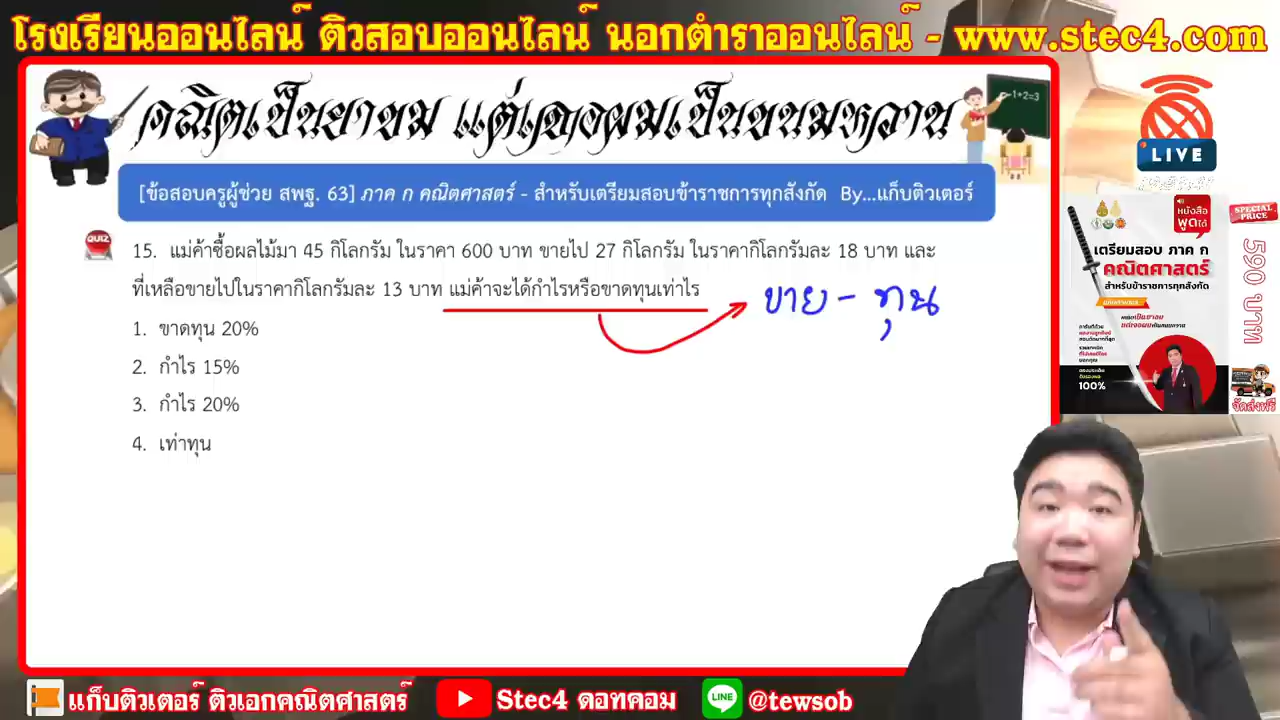 โรงเรียนออนไลน์ ติวสอบออนไลน์ นอกตำราออนไลน์ - www.stec4.com
คณิตเป็นยาขม แต่เจอผมเป็นขนมหวาน
-1+2=3
LIVE
[ข้อสอบครูผู้ช่วย สพฐ. 63] ภาค ก คณิตศาสตร์ - สำหรับเตรียมสอบข้าราชการทุกสังกัด By...แก็บติวเตอร์
QUIZ
15. แม่ค้าซื้อผลไม้มา 45 กิโลกรัม ในราคา 600 บาท ขายไป 27 กิโลกรัม ในราคากิโลกรัมละ 18 บาท และ
ที่เหลือขายไปในราคากิโลกรัมละ 13 บาท แม่ค้าจะได้กำไรหรือขาดทุนเท่าไร
ขาย - ทุน
1. ขาดทุน 20%
2. กำไร 15%
3. กำไร 20%
4. เท่าทุน
หนังสือ
พูดได้
เตรียมสอบ ภาค ก
คณิตศาสตร์
สำหรับข้าราชการทุกสังกัด
100%
SPECIAL
PRICE
590 บาท
จัดส่งฟรี
แก็บติวเตอร์ ติวเอกคณิตศาสตร์
Stec4 ดอทคอม
LINE
@tewsob